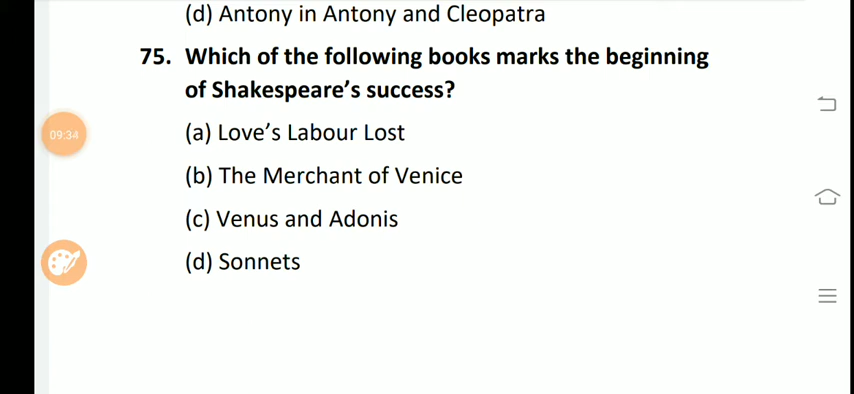 (d) Antony in Antony and Cleopatra
75. Which of the following books marks the beginning
of Shakespeare’s success?
(a) Love’s Labour Lost
09:34
(b) The Merchant of Venice
(c) Venus and Adonis
(d) Sonnets